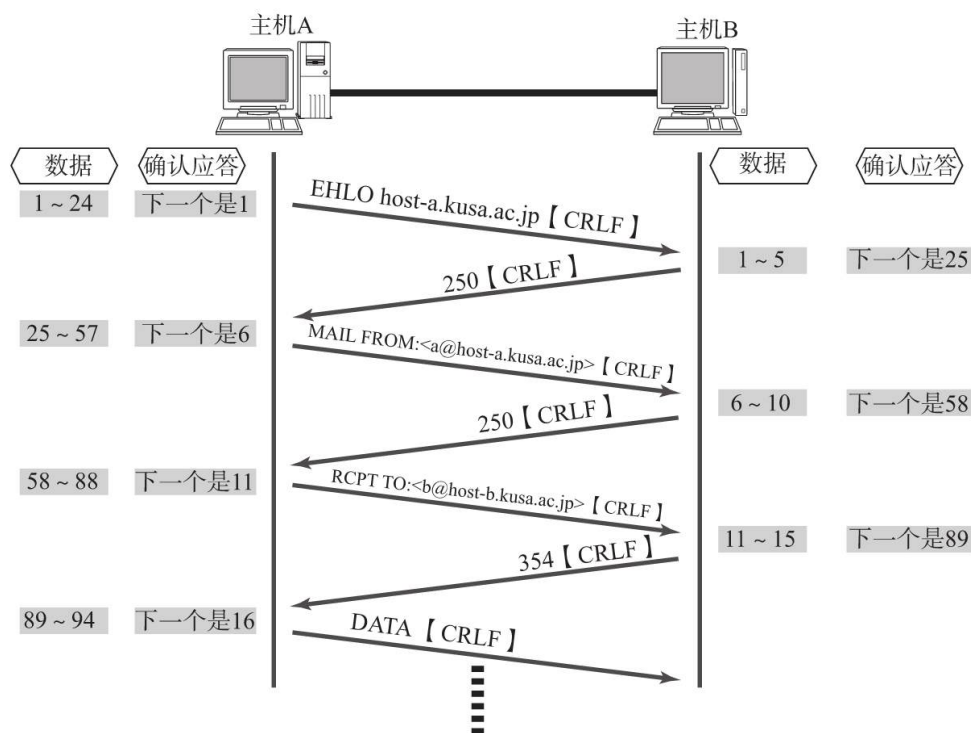 主机A
主机B
数据
确认应答
数据
确认应答
1～24
下一个是1
EHLO host-a.kusa.ac.jp【CRLF】
1～5
下一个是25
250【CRLF】
25～57
下一个是6
MAIL FROM:<a@host-a.kusa.ac.jp>【CRLF】
6～10
下一个是58
250【CRLF】
58～88
下一个是11
RCPT TO:<b@host-b.kusa.ac.jp>【CRLF】
11～15
下一个是89
354【CRLF】
89～94
下一个是16
DATA【CRLF】